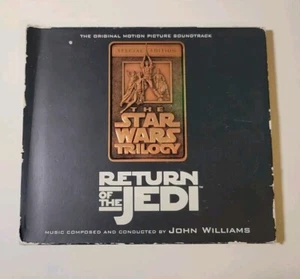 THE ORIGINAL MOTION PICTURE SOUNDTRACK
SPECIAL EDITION
THE
STAR
WARS
TRILOGY
RETURN
OF THE JEDI™
MUSIC COMPOSED AND CONDUCTED BY JOHN WILLIAMS